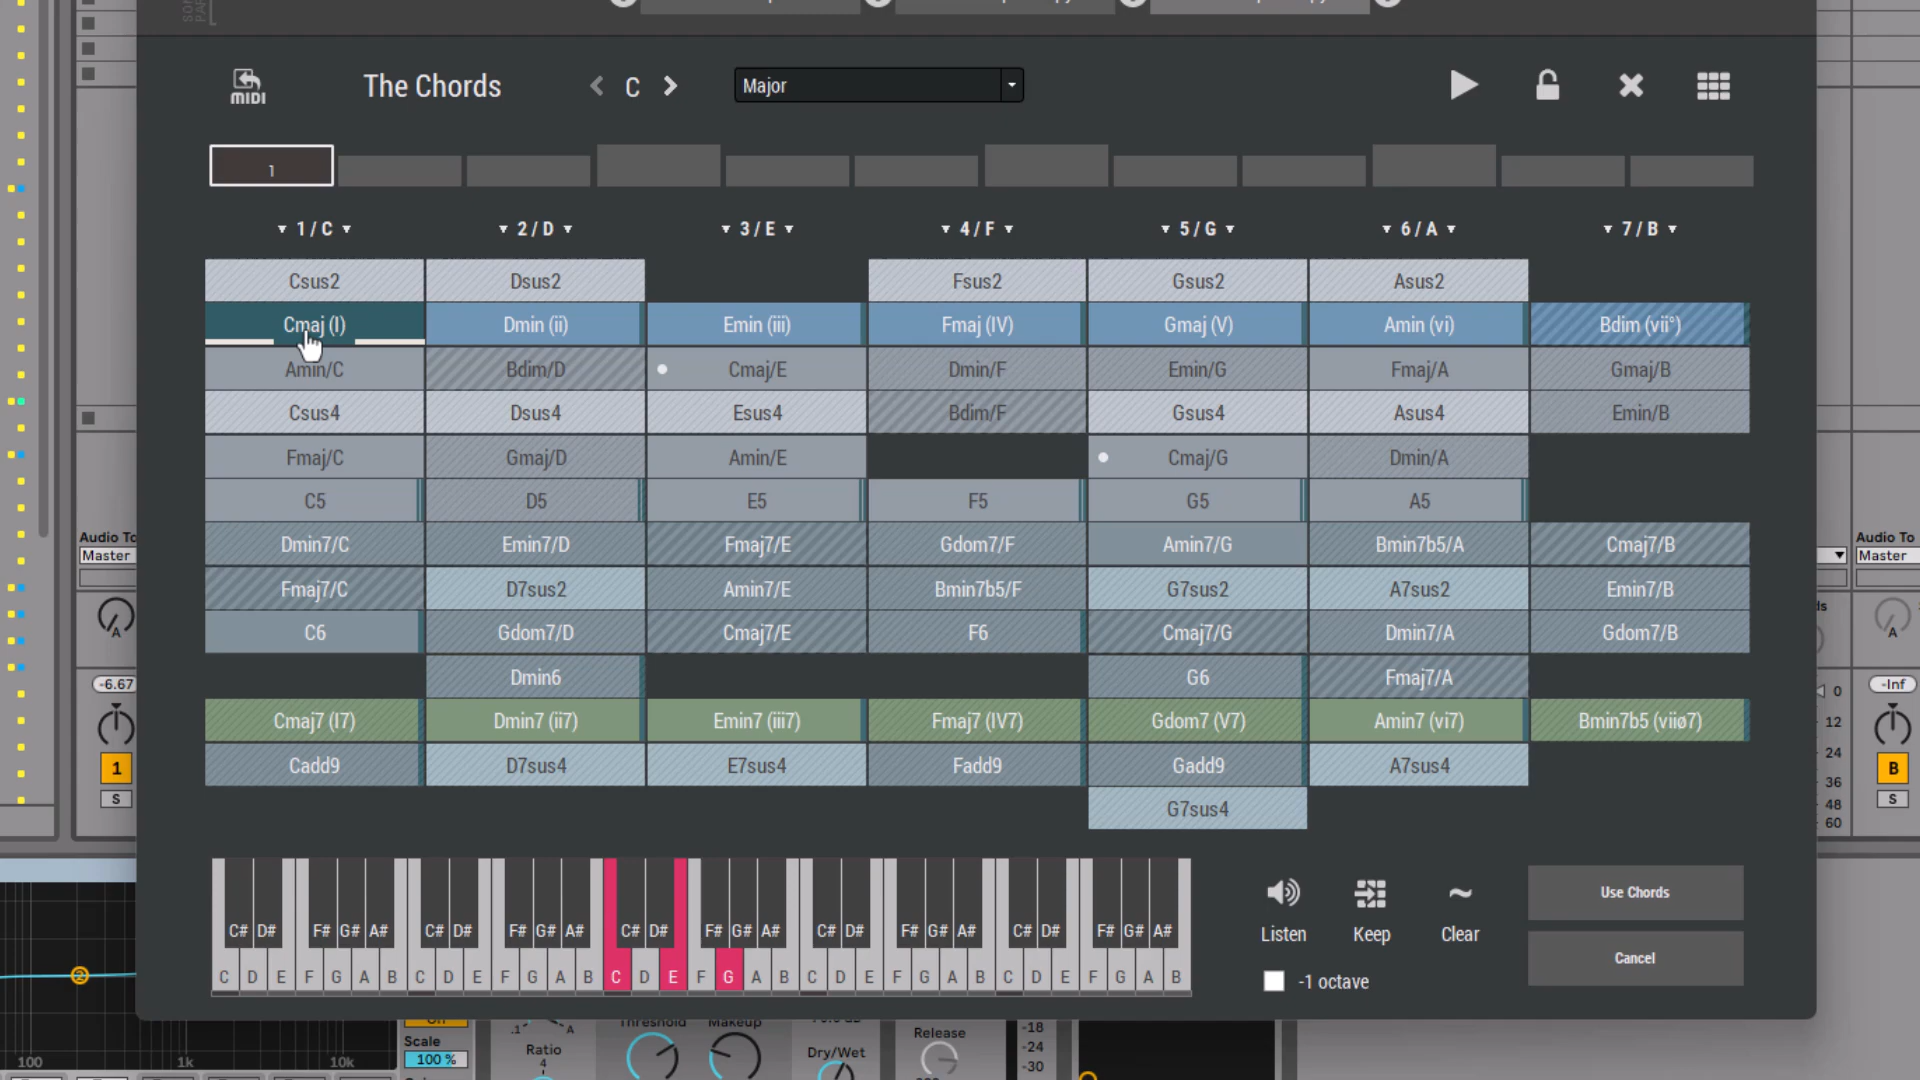 MIDI
The Chords
C
Major
1
1 / C
2 / D
3 / E
4 / F
5 / G
6 / A
7 / B
Csus2 Dsus2 Fsus2 Gsus2 Asus2
Cmaj (I) Dmin (ii) Emin (iii) Fmaj (IV) Gmaj (V) Amin (vi) Bdim (vii°)
Amin/C Bdim/D Cmaj/E Dmin/F Emin/G Fmaj/A Gmaj/B
Csus4 Dsus4 Esus4 Bdim/F Gsus4 Asus4 Emin/B
Fmaj/C Gmaj/D Amin/E Cmaj/G Dmin/A
C5 D5 E5 F5 G5 A5
Dmin7/C Emin7/D Fmaj7/E Gdom7/F Amin7/G Bmin7b5/A Cmaj7/B
Fmaj7/C D7sus2 Amin7/E Bmin7b5/F G7sus2 A7sus2 Emin7/B
C6 Gdom7/D Cmaj7/E F6 Cmaj7/G Dmin7/A Gdom7/B
Dmin6 G6 Fmaj7/A
Cmaj7 (I7) Dmin7 (ii7) Emin7 (iii7) Fmaj7 (IV7) Gdom7 (V7) Amin7 (vi7) Bmin7b5 (viiø7)
Cadd9 D7sus4 E7sus4 Fadd9 Gadd9 A7sus4
G7sus4
C# D# F# G# A# C# D# F# G# A# C# D# F# G# A# C# D# F# G# A# C# D# F# G# A#
C D E F G A B C D E F G A B C D E F G A B C D E F G A B C D E F G A B
Listen
Keep
Clear
-1 octave
Use Chords
Cancel
Audio To
Master
A
-6.67
1
S
Audio To
Master
A
-Inf
0
12
24
36
48
60
B
S
2
100 1k 10k
Scale
100 %
.1
A
Ratio
4
Threshold
Makeup
Dry/Wet
Release
-18
-24
-30